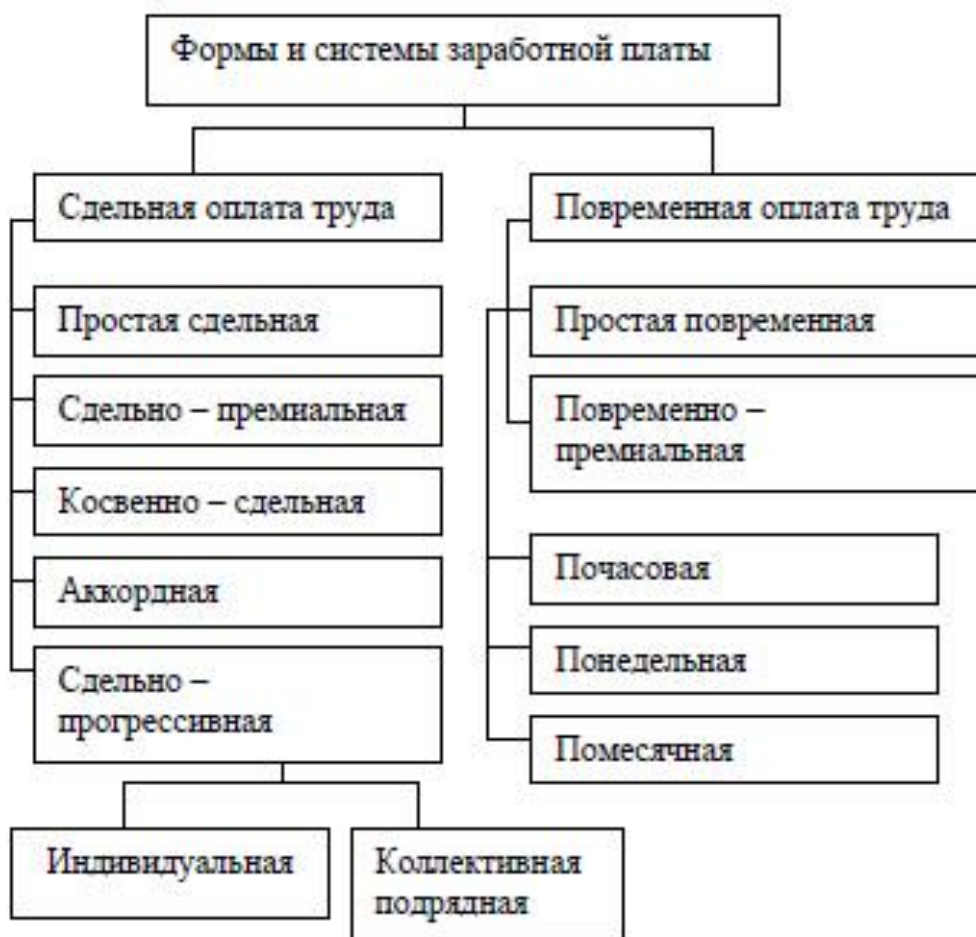 Формы и системы заработной платы
Сдельная оплата труда
Простая сдельная
Сдельно – премиальная
Косвенно – сдельная
Аккордная
Сдельно –
прогрессивная
Индивидуальная
Коллективная
подрядная
Повременная оплата труда
Простая повременная
Повременно –
премиальная
Почасовая
Понедельная
Помесячная